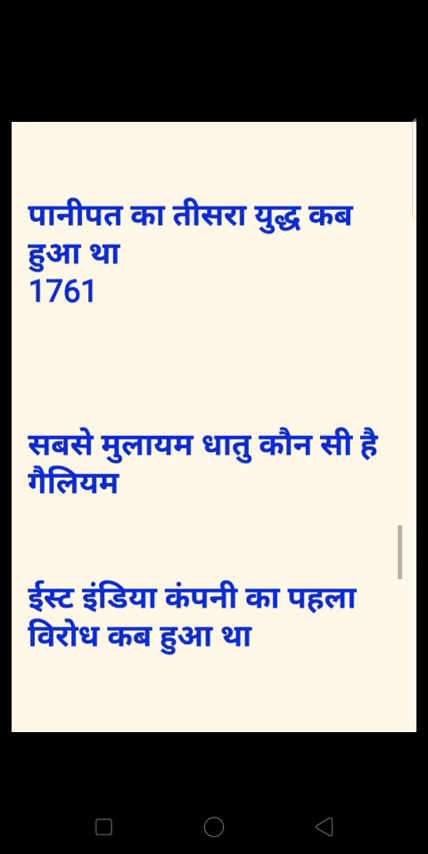 पानीपत का तीसरा युद्ध कब
हुआ था
1761
सबसे मुलायम धातु कौन सी है
गैलियम
ईस्ट इंडिया कंपनी का पहला
विरोध कब हुआ था